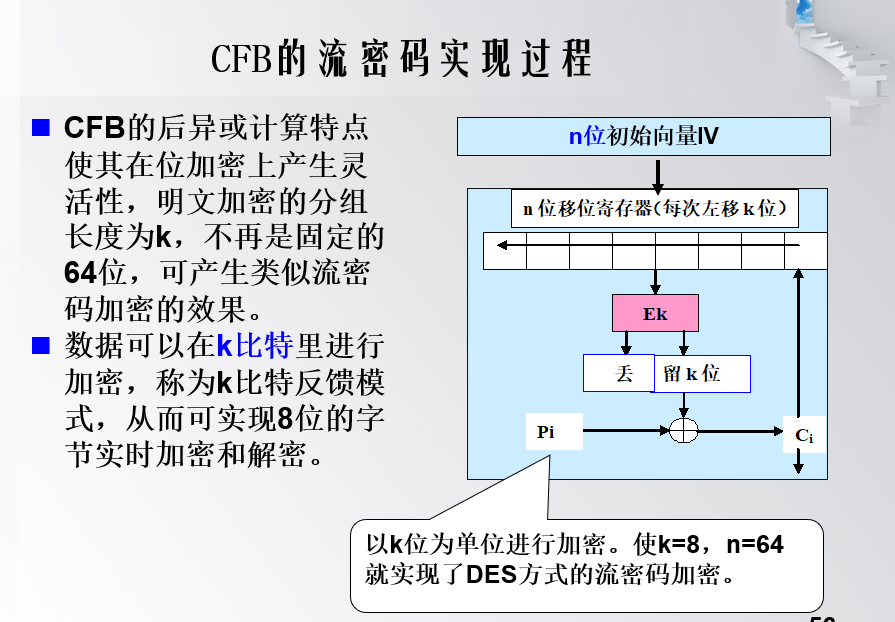 CFB的流密码实现过程
CFB的后异或计算特点
使其在位加密上产生灵
活性，明文加密的分组
长度为k，不再是固定的
64位，可产生类似流密
码加密的效果。
数据可以在k比特里进行
加密，称为k比特反馈模
式，从而可实现8位的字
节实时加密和解密。
n位初始向量IV
n 位移位寄存器(每次左移 k 位)
Ek
丢
留 k 位
Pi
Ci
以k位为单位进行加密。使k=8，n=64
就实现了DES方式的流密码加密。